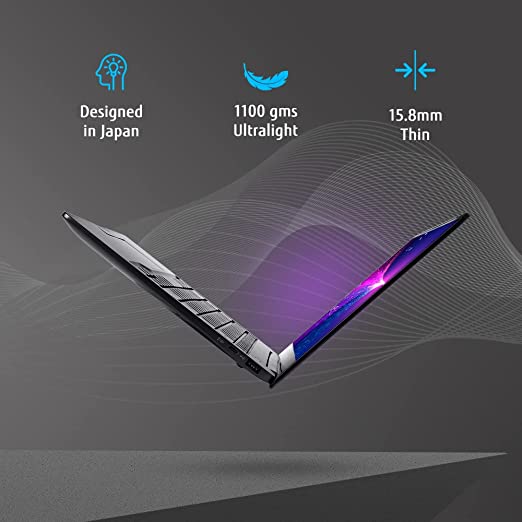 Designed
in Japan
1100 gms
Ultralight
15.8mm
Thin